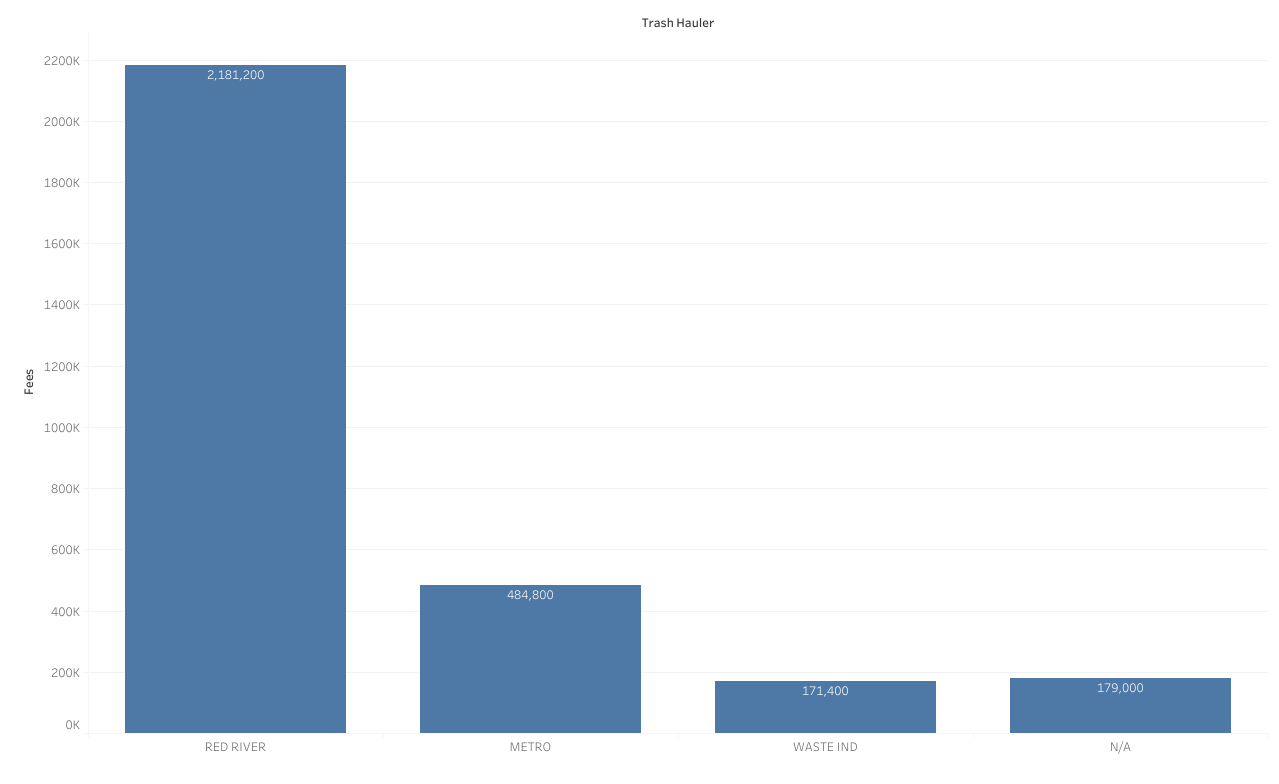 Trash Hauler
Fees
2200K
2000K
1800K
1600K
1400K
1200K
1000K
800K
600K
400K
200K
0K
2,181,200
484,800
171,400
179,000
RED RIVER
METRO
WASTE IND
N/A